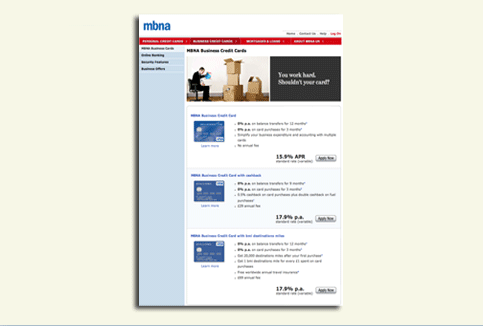 mbna
Home Contact Us Help Log On
PERSONAL CREDIT CARDS BUSINESS CREDIT CARDS MORTGAGES & LOANS ABOUT MBNA UK
MBNA Business Cards
Online Banking
Security Features
Business Offers
MBNA Business Credit Cards
You work hard.
Shouldn't your card?
MBNA Business Credit Card
0% p.a. on balance transfers for 12 months*
0% p.a. on card purchases for 3 months*
Simplify your business expenditure and accounting with multiple
cards
No annual fee
Learn more
15.9% APR
standard rate (variable)
Apply Now
MBNA Business Credit Card with cashback
0% p.a. on balance transfers for 9 months*
0% p.a. on card purchases for 3 months*
0.5% cashback on card purchases plus double cashback on fuel
purchases*
annual fee
Learn more
17.9% p.a.
standard rate (variable)
Apply Now
MBNA Business Credit Card with bmi destinations miles
0% p.a. on balance transfers for 12 months*
0% p.a. on card purchases for 3 months*
Get 20,000 destinations miles after your first purchase*
Get 1 bmi destinations mile for every £1 spent on card
purchases
Free worldwide annual travel insurance*
annual fee
Learn more
17.9% p.a.
standard rate (variable)
Apply Now